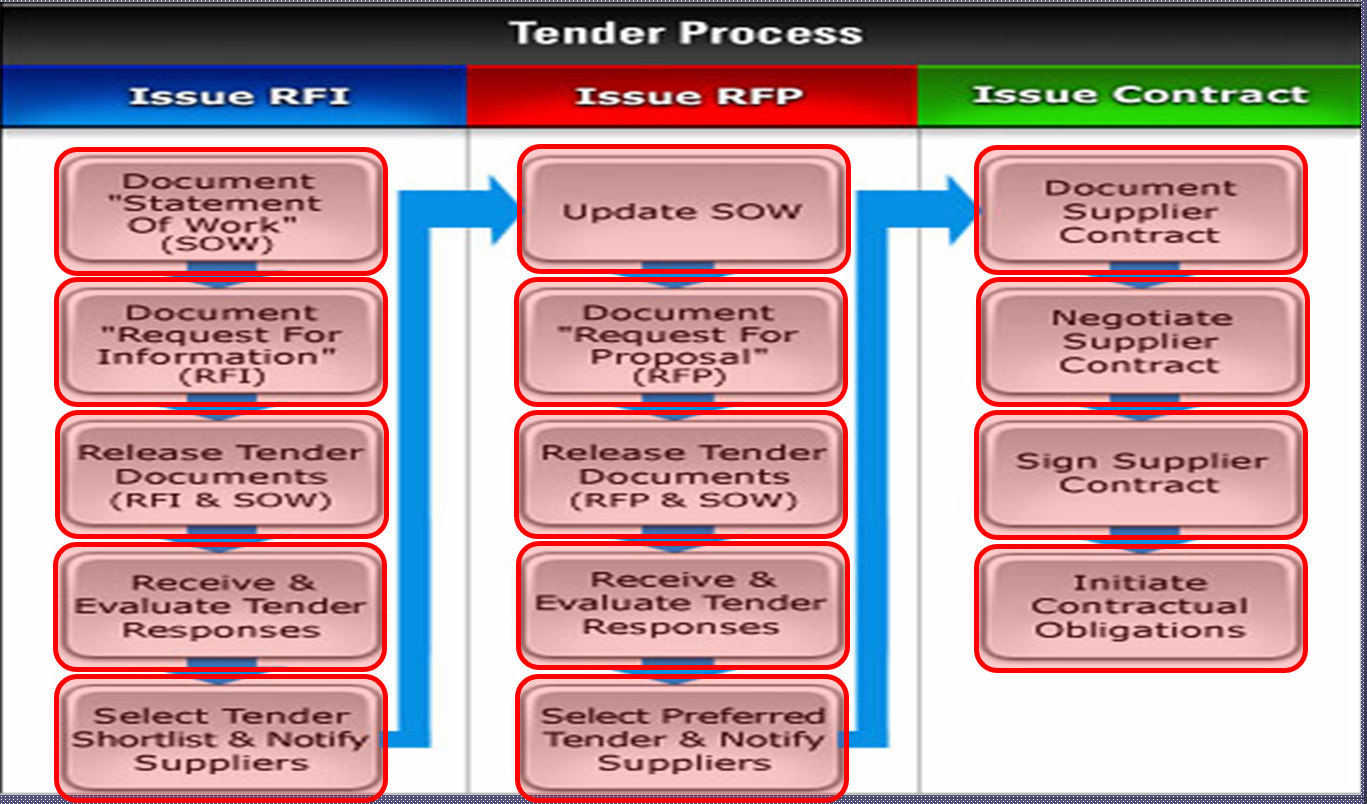 Tender Process
Issue RFI
Issue RFP
Issue Contract
Document
"Statement
Of Work"
(SOW)
Document
"Request For
Information"
(RFI)
Release Tender
Documents
(RFI & SOW)
Receive &
Evaluate Tender
Responses
Select Tender
Shortlist & Notify
Suppliers
Update SOW
Document
"Request For
Proposal"
(RFP)
Release Tender
Documents
(RFP & SOW)
Receive &
Evaluate Tender
Responses
Select Preferred
Tender & Notify
Suppliers
Document
Supplier
Contract
Negotiate
Supplier
Contract
Sign Supplier
Contract
Initiate
Contractual
Obligations